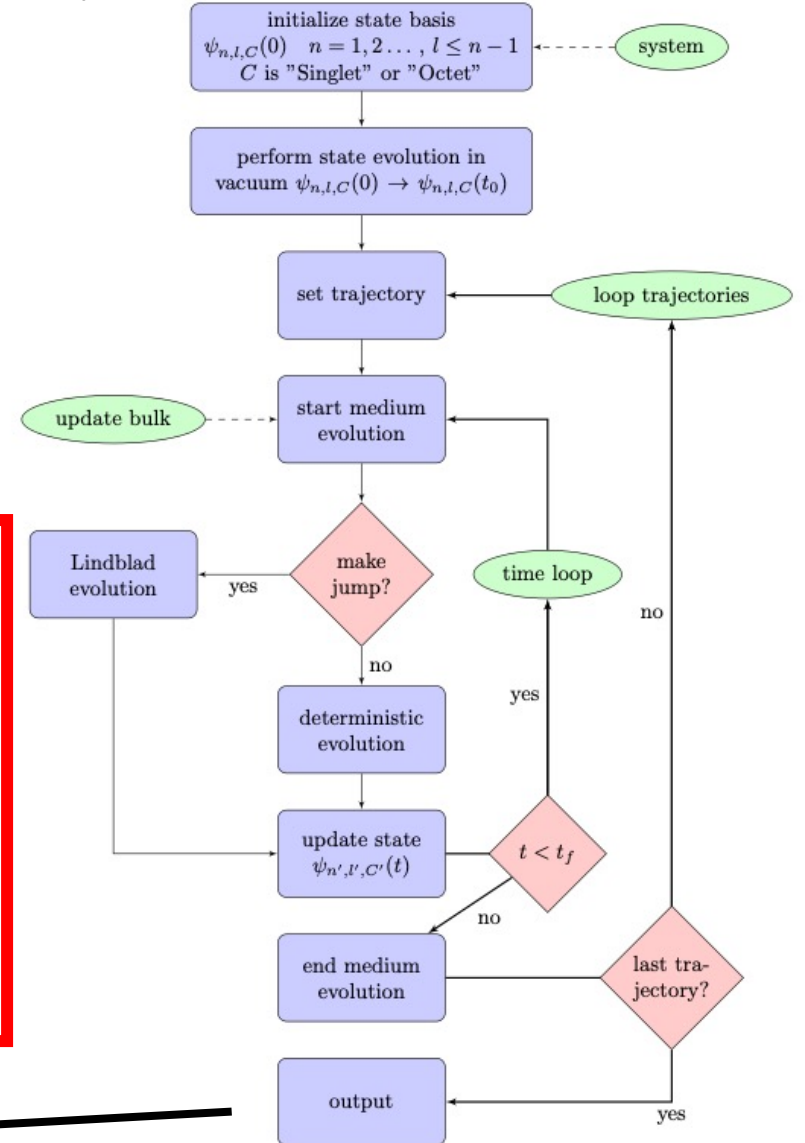 initialize state basis
ψn,l,C(0) n = 1, 2 . . . , l ≤ n − 1
C is ”Singlet” or ”Octet”
system
perform state evolution in
vacuum ψn,l,C(0) → ψn,l,C(t0)
set trajectory
loop trajectories
update bulk
start medium
evolution
Lindblad
evolution
yes
make
jump?
time loop
no
no
deterministic
evolution
yes
update state
ψn′,l′,C′(t)
t < tf
no
end medium
evolution
last tra-
jectory?
output
yes